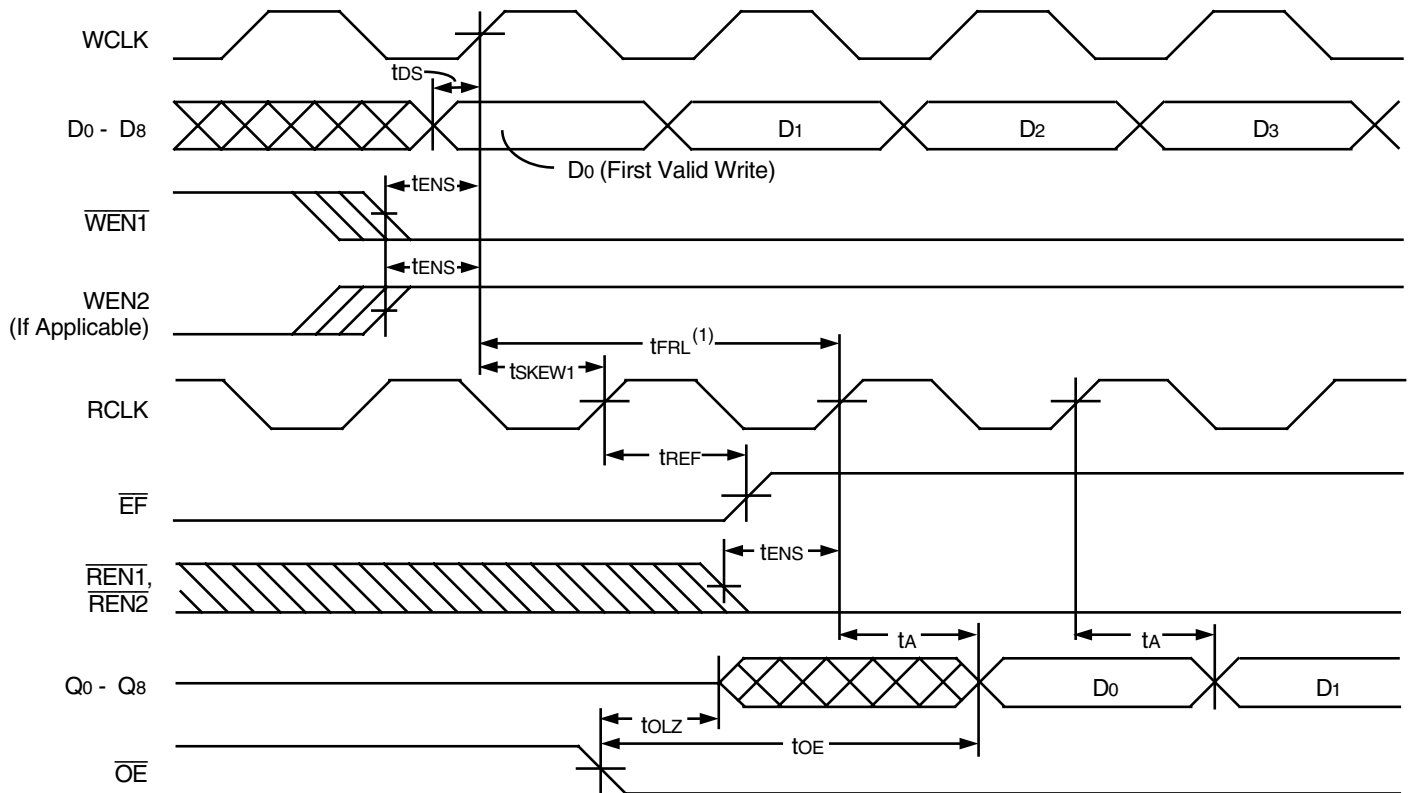 WCLK
tDS
D0 - D8
D1
D2
D3
D0 (First Valid Write)
tENS
WEN1
tENS
WEN2
(If Applicable)
tFRL(1)
tSKEW1
RCLK
tREF
EF
tENS
REN1,
REN2
tA
tA
Q0 - Q8
D0
D1
tOLZ
tOE
OE